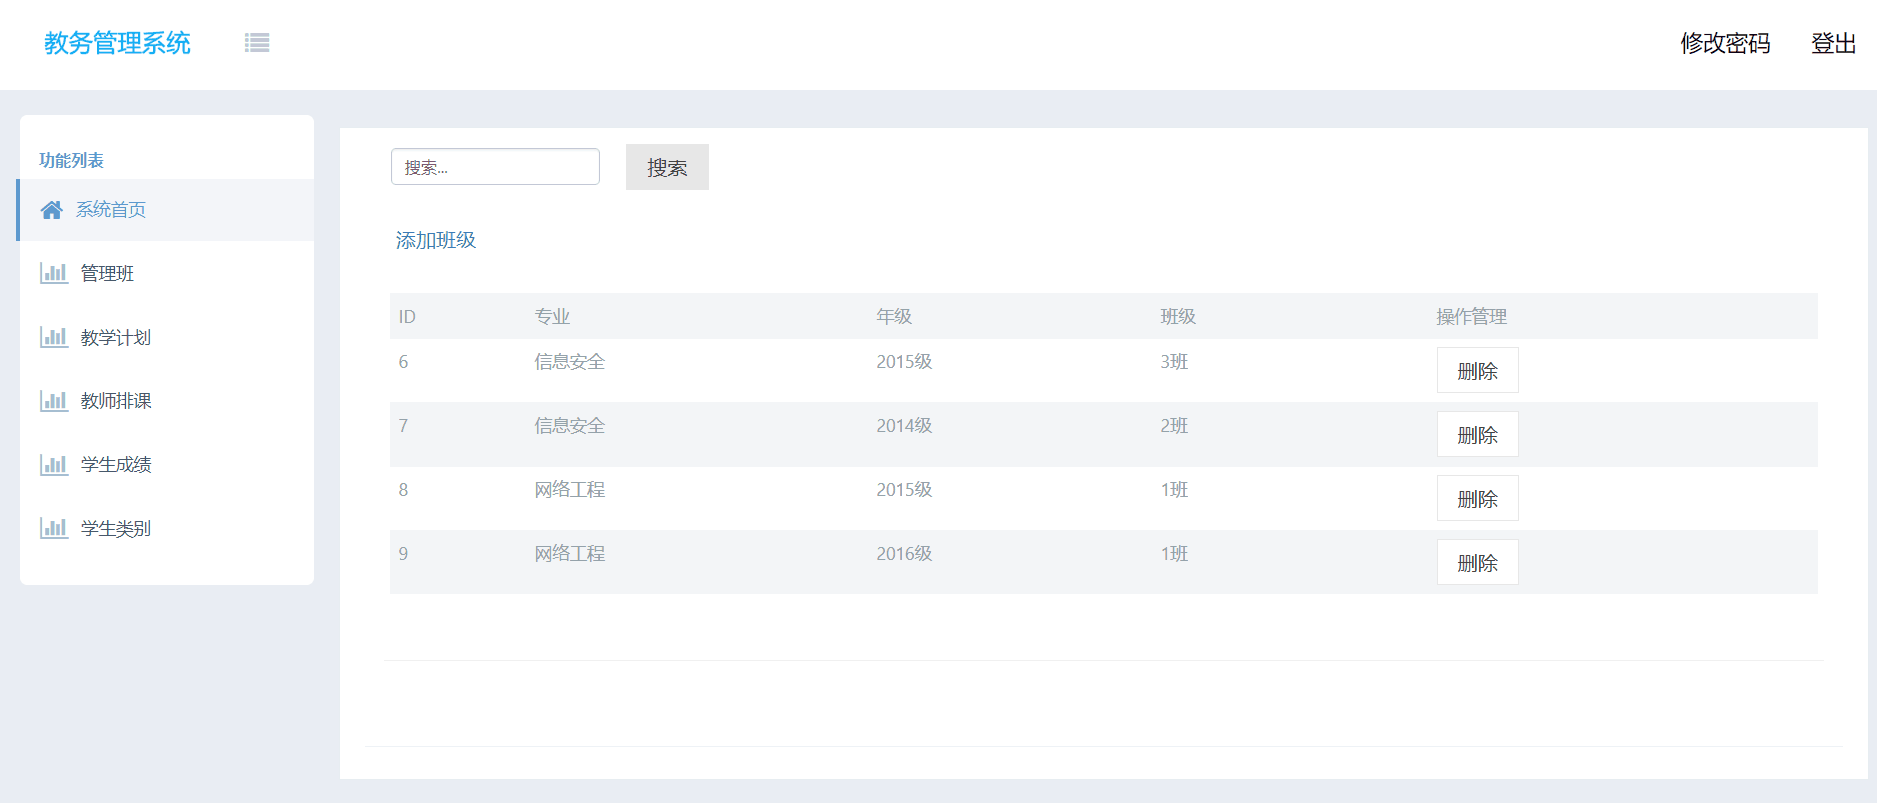 教务管理系统
修改密码 登出
功能列表
系统首页
管理班
教学计划
教师排课
学生成绩
学生类别
搜索... 搜索
添加班级
ID 专业 年级 班级 操作管理
6 信息安全 2015级 3班 删除
7 信息安全 2014级 2班 删除
8 网络工程 2015级 1班 删除
9 网络工程 2016级 1班 删除